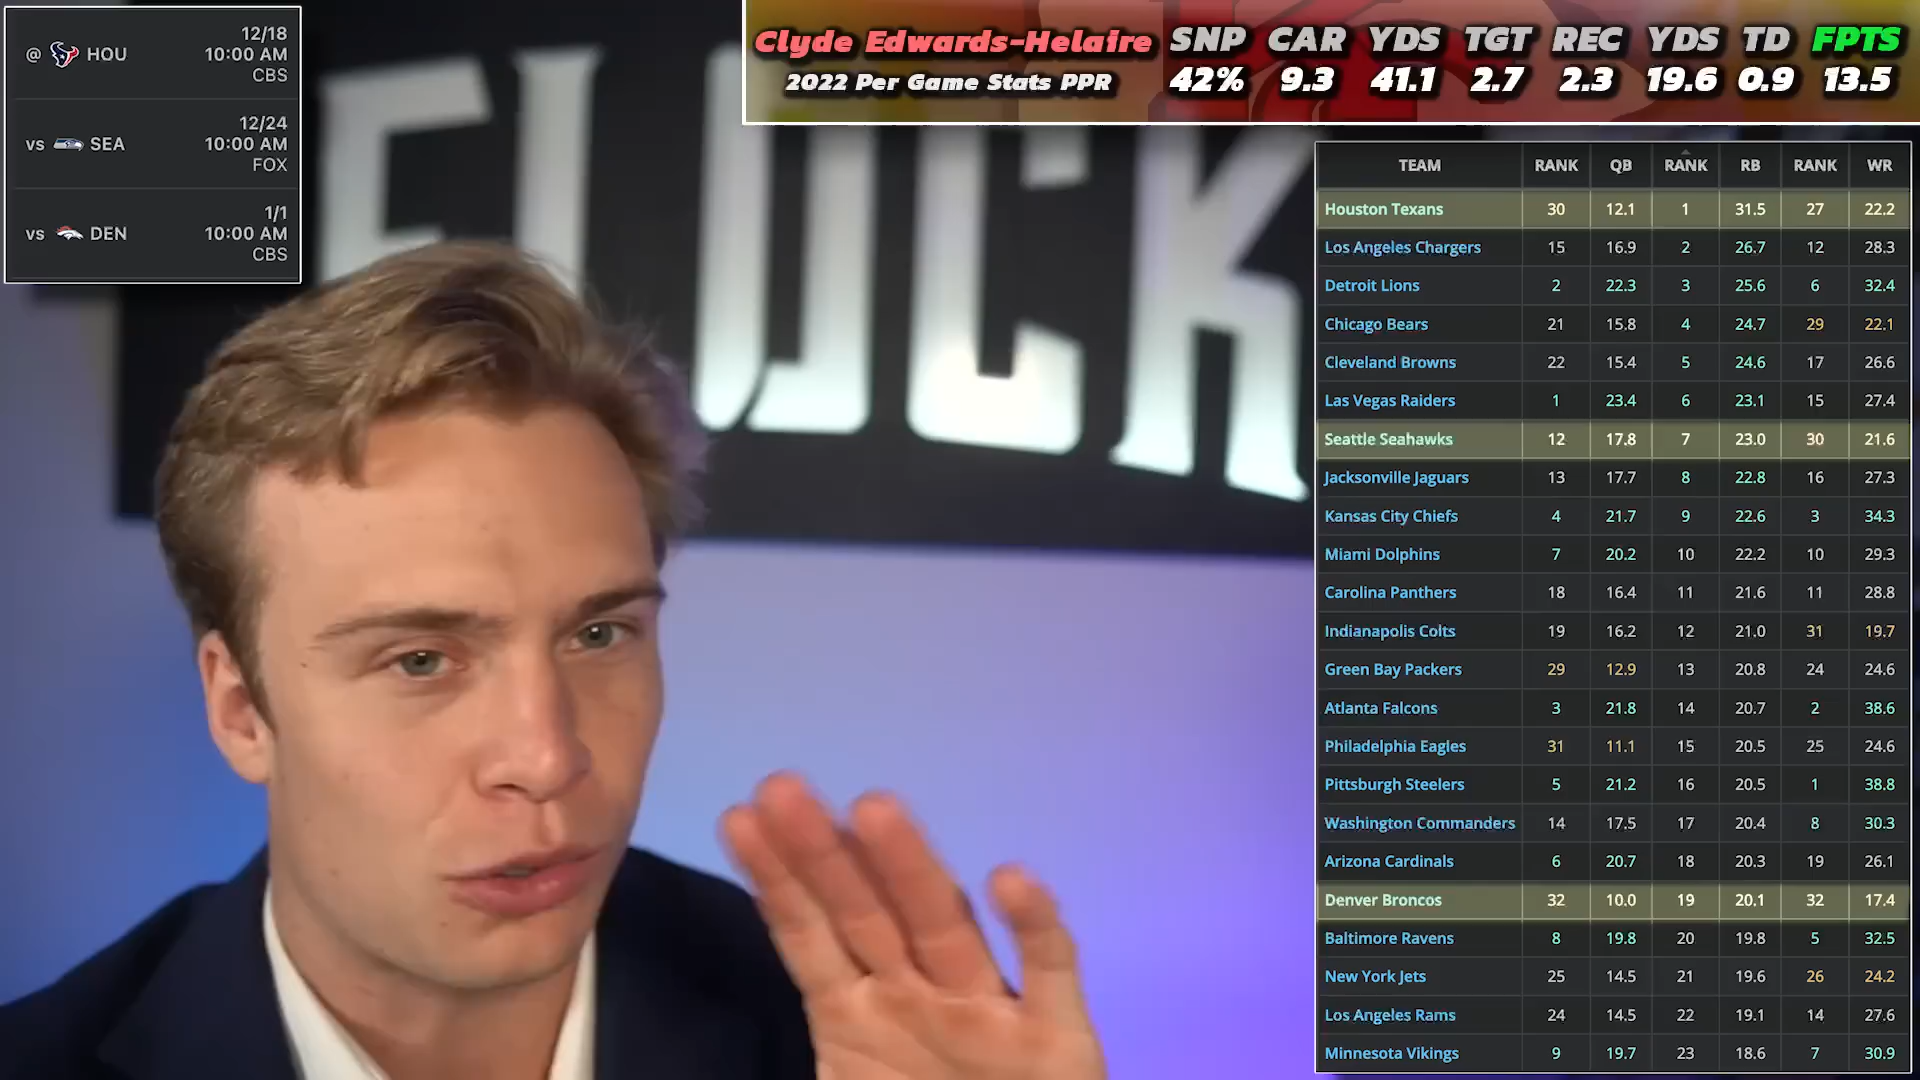 @ HOU 12/18
10:00 AM
CBS
vs SEA 12/24
10:00 AM
FOX
vs DEN 1/1
10:00 AM
CBS
FLOCK
Clyde Edwards-Helaire
2022 Per Game Stats PPR
SNP CAR YDS TGT REC YDS TD FPTS
42% 9.3 41.1 2.7 2.3 19.6 0.9 13.5
TEAM RANK QB RANK RB RANK WR
Houston Texans 30 12.1 1 31.5 27 22.2
Los Angeles Chargers 15 16.9 2 26.7 12 28.3
Detroit Lions 2 22.3 3 25.6 6 32.4
Chicago Bears 21 15.8 4 24.7 29 22.1
Cleveland Browns 22 15.4 5 24.6 17 26.6
Las Vegas Raiders 1 23.4 6 23.1 15 27.4
Seattle Seahawks 12 17.8 7 23.0 30 21.6
Jacksonville Jaguars 13 17.7 8 22.8 16 27.3
Kansas City Chiefs 4 21.7 9 22.6 3 34.3
Miami Dolphins 7 20.2 10 22.2 10 29.3
Carolina Panthers 18 16.4 11 21.6 11 28.8
Indianapolis Colts 19 16.2 12 21.0 31 19.7
Green Bay Packers 29 12.9 13 20.8 24 24.6
Atlanta Falcons 3 21.8 14 20.7 2 38.6
Philadelphia Eagles 31 11.1 15 20.5 25 24.6
Pittsburgh Steelers 5 21.2 16 20.5 1 38.8
Washington Commanders 14 17.5 17 20.4 8 30.3
Arizona Cardinals 6 20.7 18 20.3 19 26.1
Denver Broncos 32 10.0 19 20.1 32 17.4
Baltimore Ravens 8 19.8 20 19.8 5 32.5
New York Jets 25 14.5 21 19.6 26 24.2
Los Angeles Rams 24 14.5 22 19.1 14 27.6
Minnesota Vikings 9 19.7 23 18.6 7 30.9